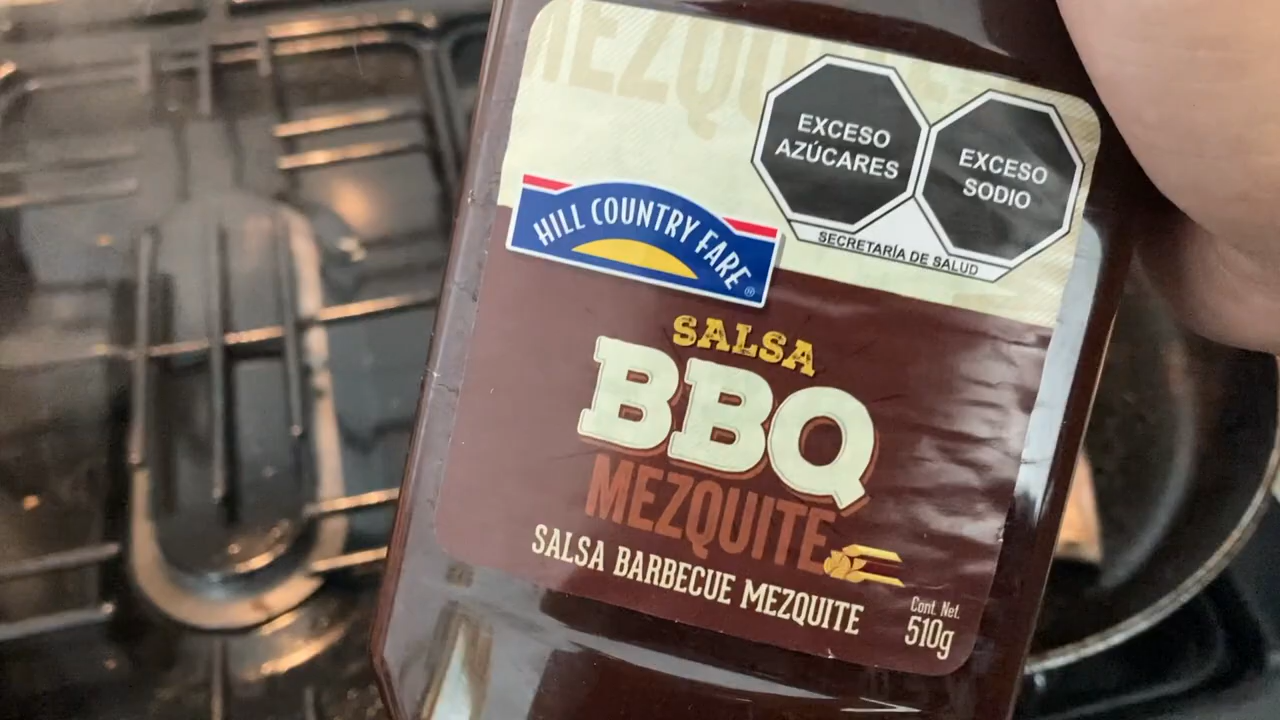 MEZQUITE
EXCESO
AZÚCARES
EXCESO
SODIO
SECRETARÍA DE SALUD
HILL COUNTRY FARE®
SALSA
BBQ
MEZQUITE
SALSA BARBECUE MEZQUITE
Cont. Net.
510g